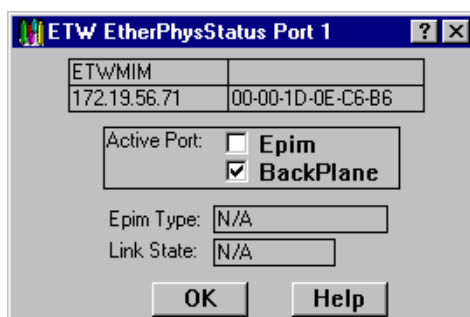 ETW EtherPhysStatus Port 1
ETWMIM
172.19.56.71 00-00-1D-0E-C6-B6
Active Port: Epim
BackPlane
Epim Type: N/A
Link State: N/A
OK Help